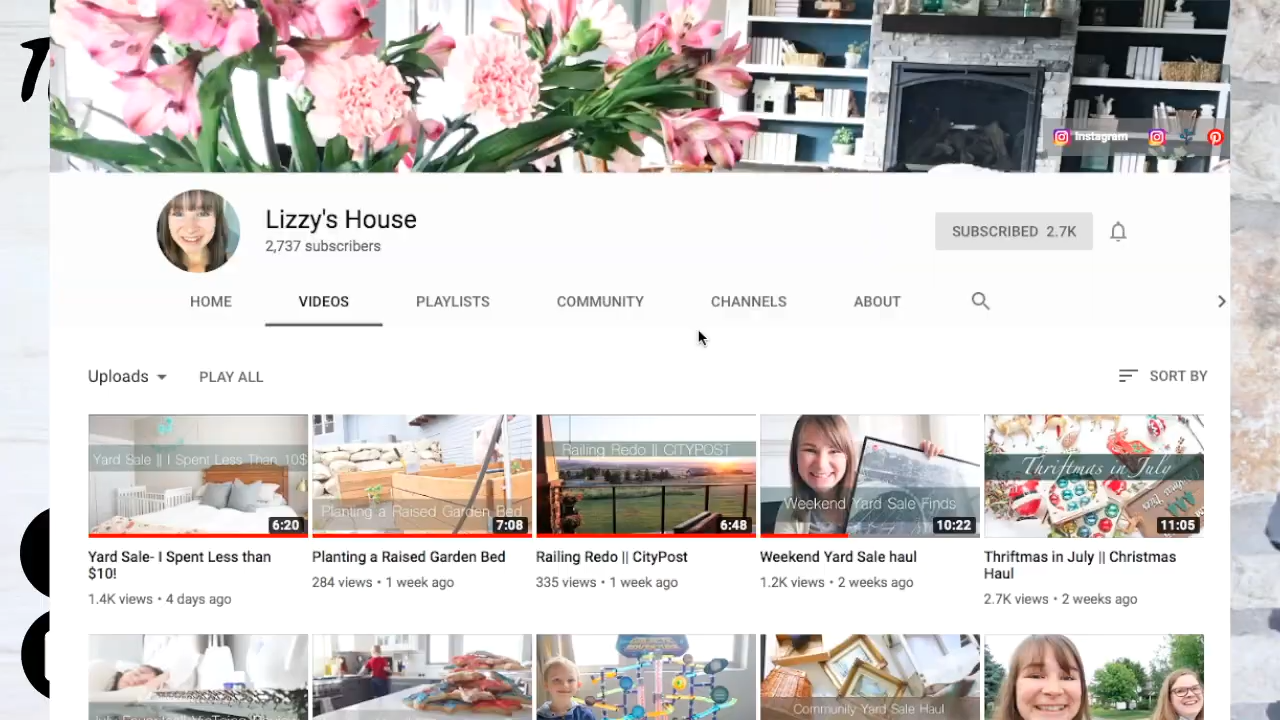 Instagram
Lizzy's House
2,737 subscribers
SUBSCRIBED 2.7K
HOME VIDEOS PLAYLISTS COMMUNITY CHANNELS ABOUT
Uploads PLAY ALL SORT BY
Yard Sale || I Spent Less Than 10$
6:20
Planting a Raised Garden Bed
7:08
Railing Redo || CITYPOST
6:48
Weekend Yard Sale Finds
10:22
Thriftmas in July
11:05
Yard Sale- I Spent Less than
$10!
1.4K views • 4 days ago
Planting a Raised Garden Bed
284 views • 1 week ago
Railing Redo || CityPost
335 views • 1 week ago
Weekend Yard Sale haul
1.2K views • 2 weeks ago
Thriftmas in July || Christmas
Haul
2.7K views • 2 weeks ago
Community Yard Sale Haul